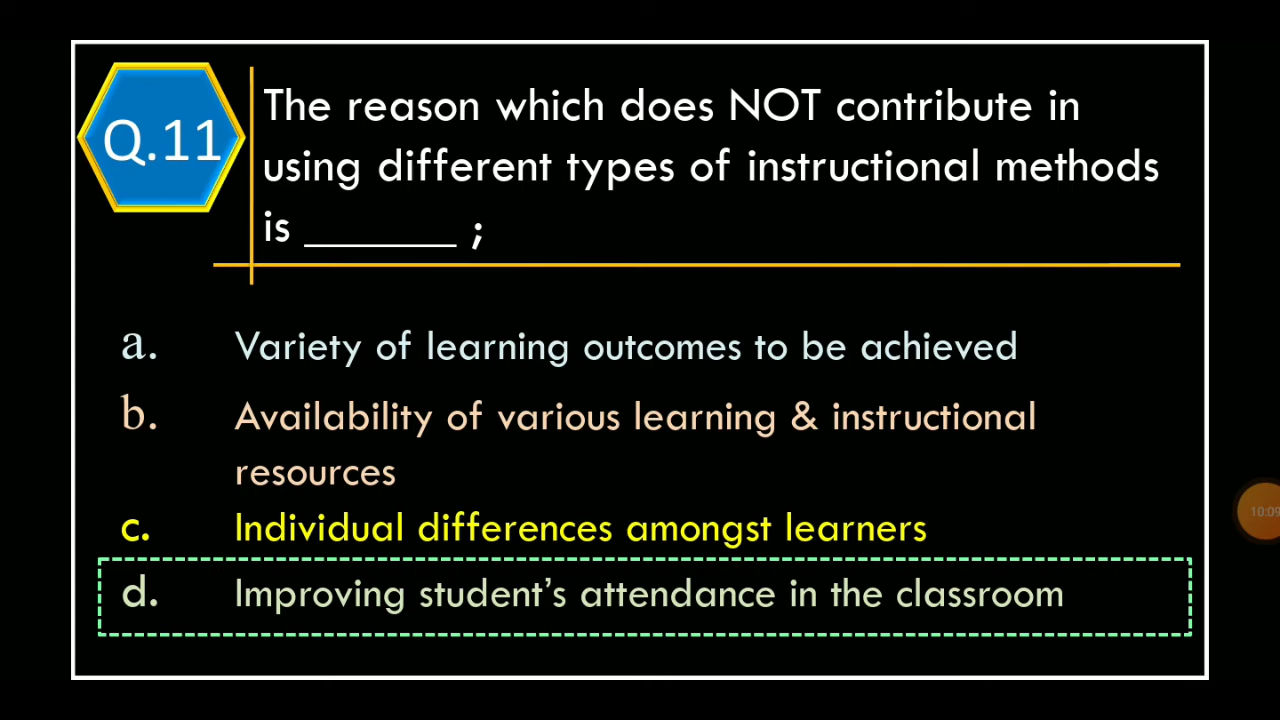 Q.11
The reason which does NOT contribute in
using different types of instructional methods
is _______ ;
a. Variety of learning outcomes to be achieved
b. Availability of various learning & instructional
resources
c. Individual differences amongst learners
d. Improving student's attendance in the classroom
10:09